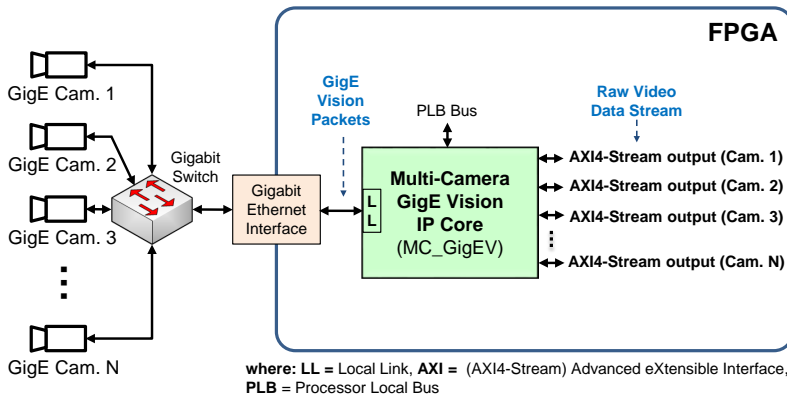 FPGA
GigE Cam. 1
GigE
Vision
Packets
Raw Video
Data Stream
PLB Bus
GigE Cam. 2
Gigabit
Switch
GigE Cam. 3
Gigabit
Ethernet
Interface
L
L
Multi-Camera
GigE Vision
IP Core
(MC_GigEV)
AXI4-Stream output (Cam. 1)
AXI4-Stream output (Cam. 2)
AXI4-Stream output (Cam. 3)
AXI4-Stream output (Cam. N)
GigE Cam. N
where: LL = Local Link, AXI = (AXI4-Stream) Advanced eXtensible Interface,
PLB = Processor Local Bus